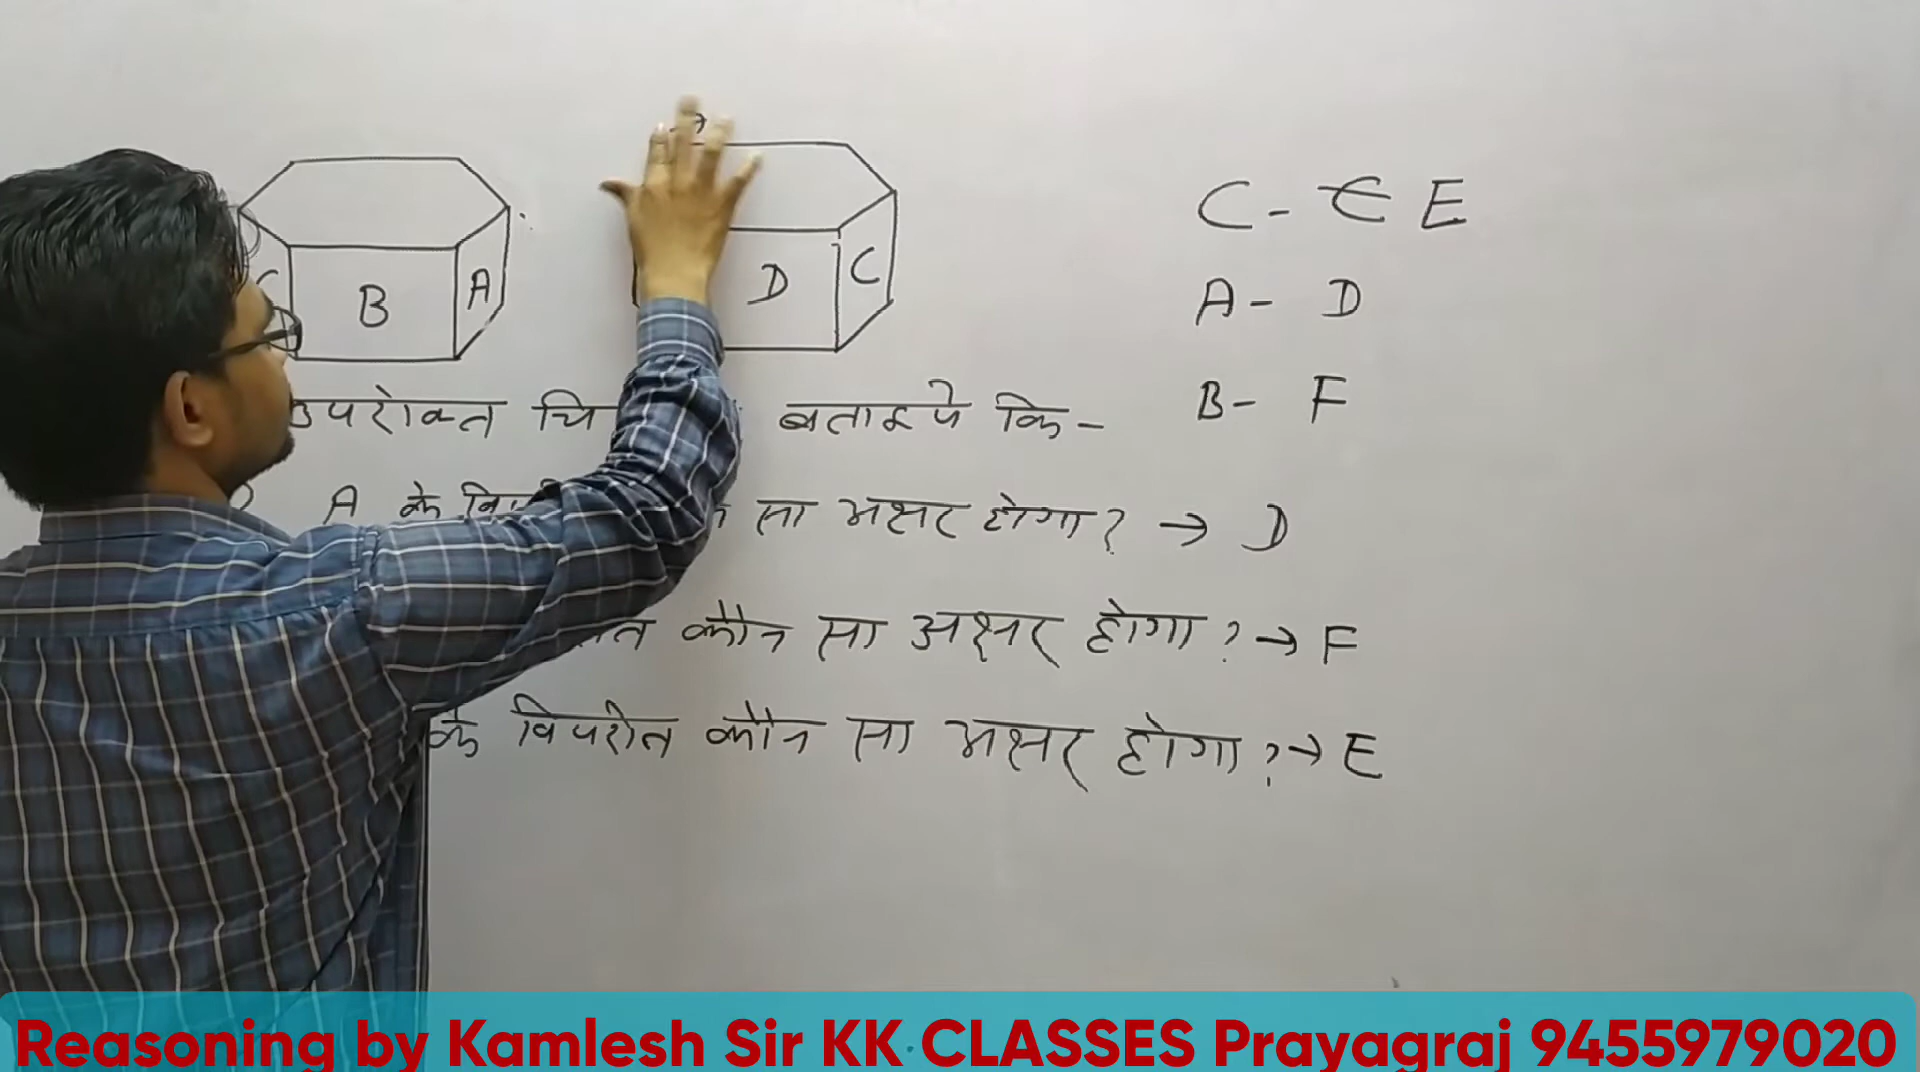 C - E E
A - D
B - F
C B A
D C
उपरोक्त चि बताइये कि -
A के सा अक्षर होगा? → D
कौन सा अक्षर होगा? → F
के विपरीत कौन सा अक्षर होगा? → E
Reasoning by Kamlesh Sir KK CLASSES Prayagraj 9455979020